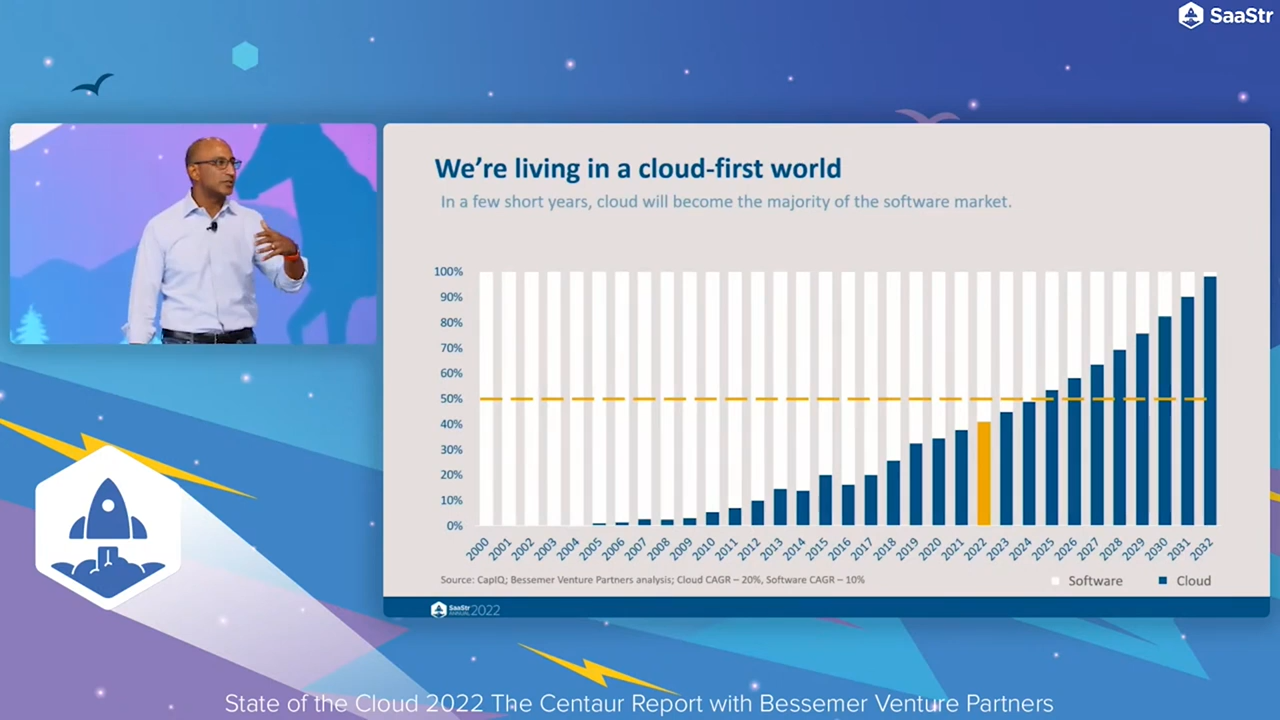 SaaStr
We're living in a cloud-first world
In a few short years, cloud will become the majority of the software market.
100%
90%
80%
70%
60%
50%
40%
30%
20%
10%
0%
2000 2001 2002 2003 2004 2005 2006 2007 2008 2009 2010 2011 2012 2013 2014 2015 2016 2017 2018 2019 2020 2021 2022 2023 2024 2025 2026 2027 2028 2029 2030 2031 2032
Source: CapIQ; Bessemer Venture Partners analysis; Cloud CAGR – 20%, Software CAGR – 10%
Software Cloud
SaaStr
ANNUAL 2022
State of the Cloud 2022 The Centaur Report with Bessemer Venture Partners